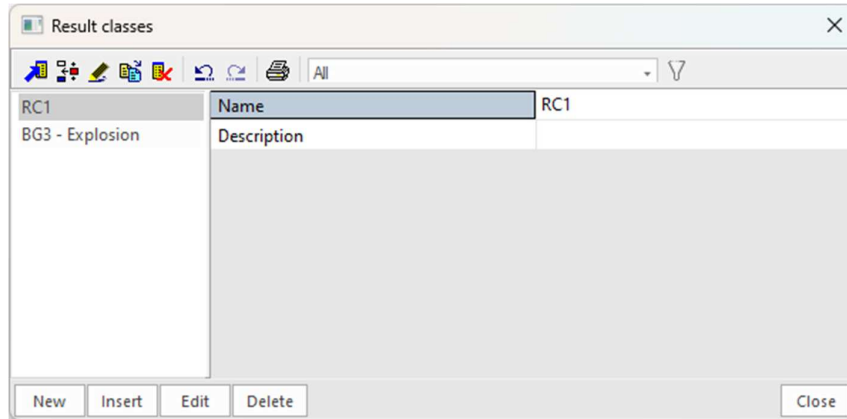 Result classes
All
RC1
BG3 - Explosion
Name RC1
Description
New Insert Edit Delete Close